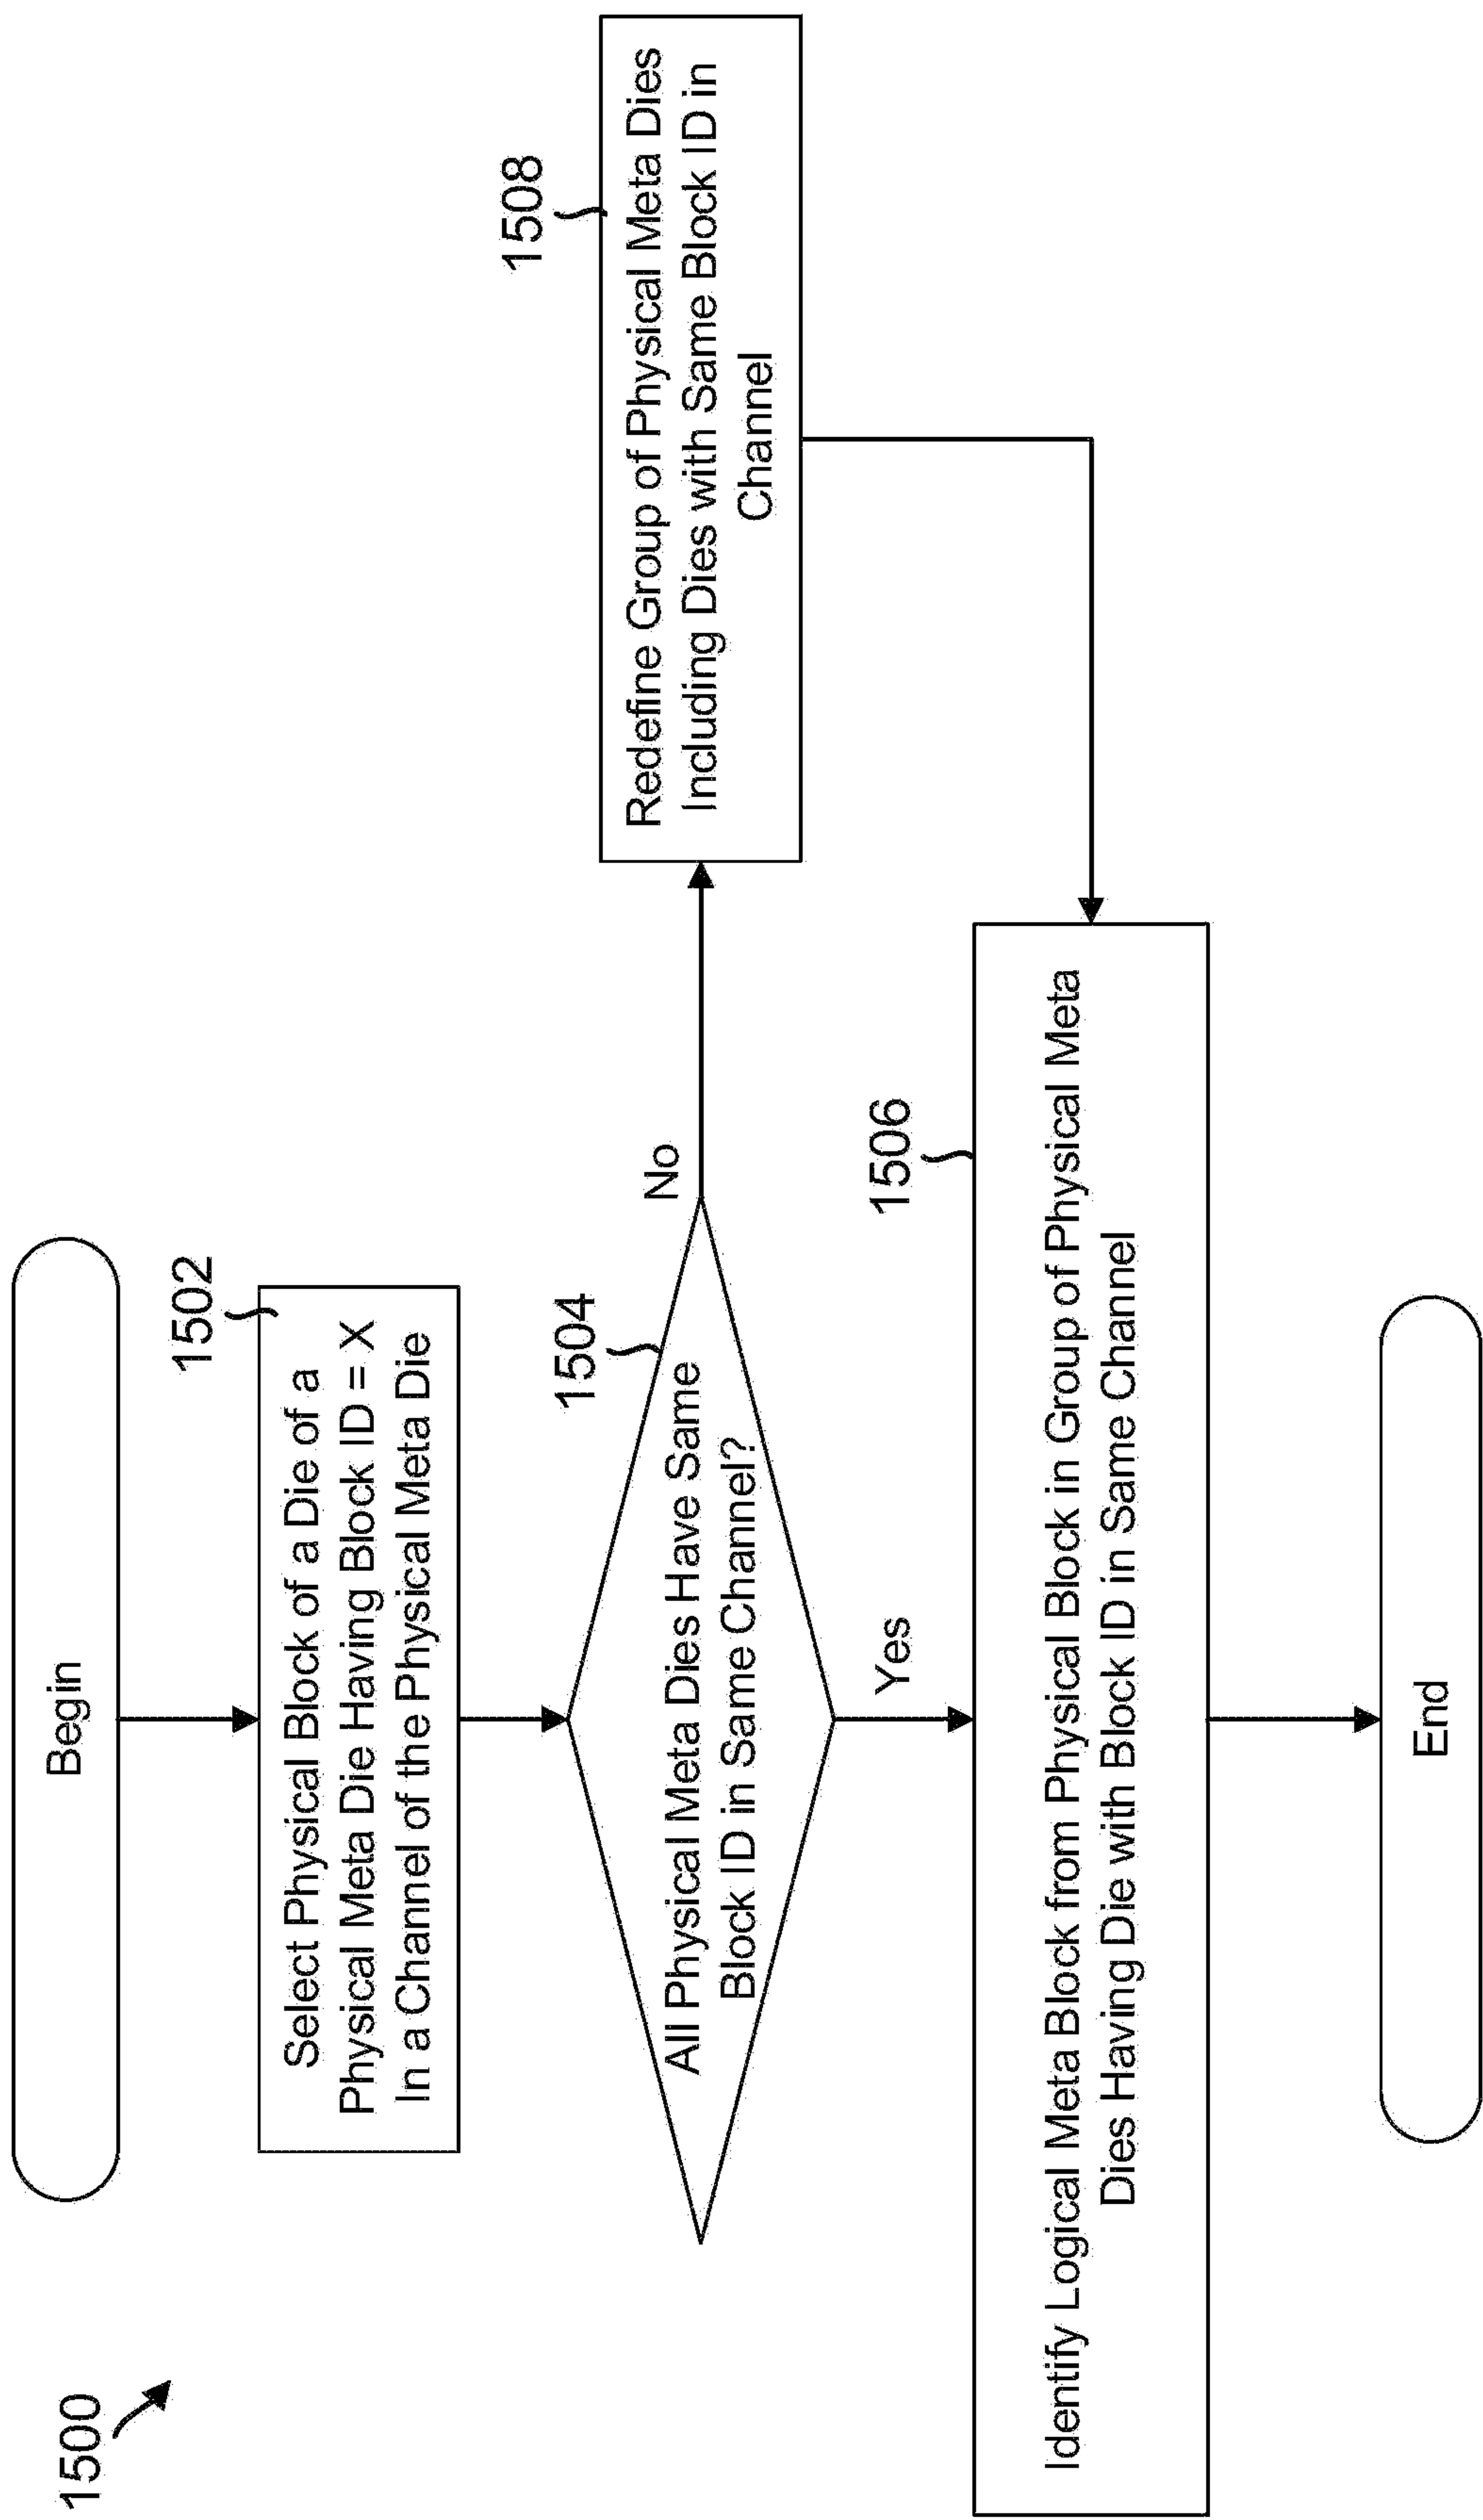 1500
Begin
1502
Select Physical Block of a Die of a
Physical Meta Die Having Block ID = X
In a Channel of the Physical Meta Die
1504
All Physical Meta Dies Have Same
Block ID in Same Channel?
No
1508
Redefine Group of Physical Meta Dies
Including Dies with Same Block ID in
Channel
Yes
1506
Identify Logical Meta Block from Physical Block in Group of Physical Meta
Dies Having Die with Block ID in Same Channel
End